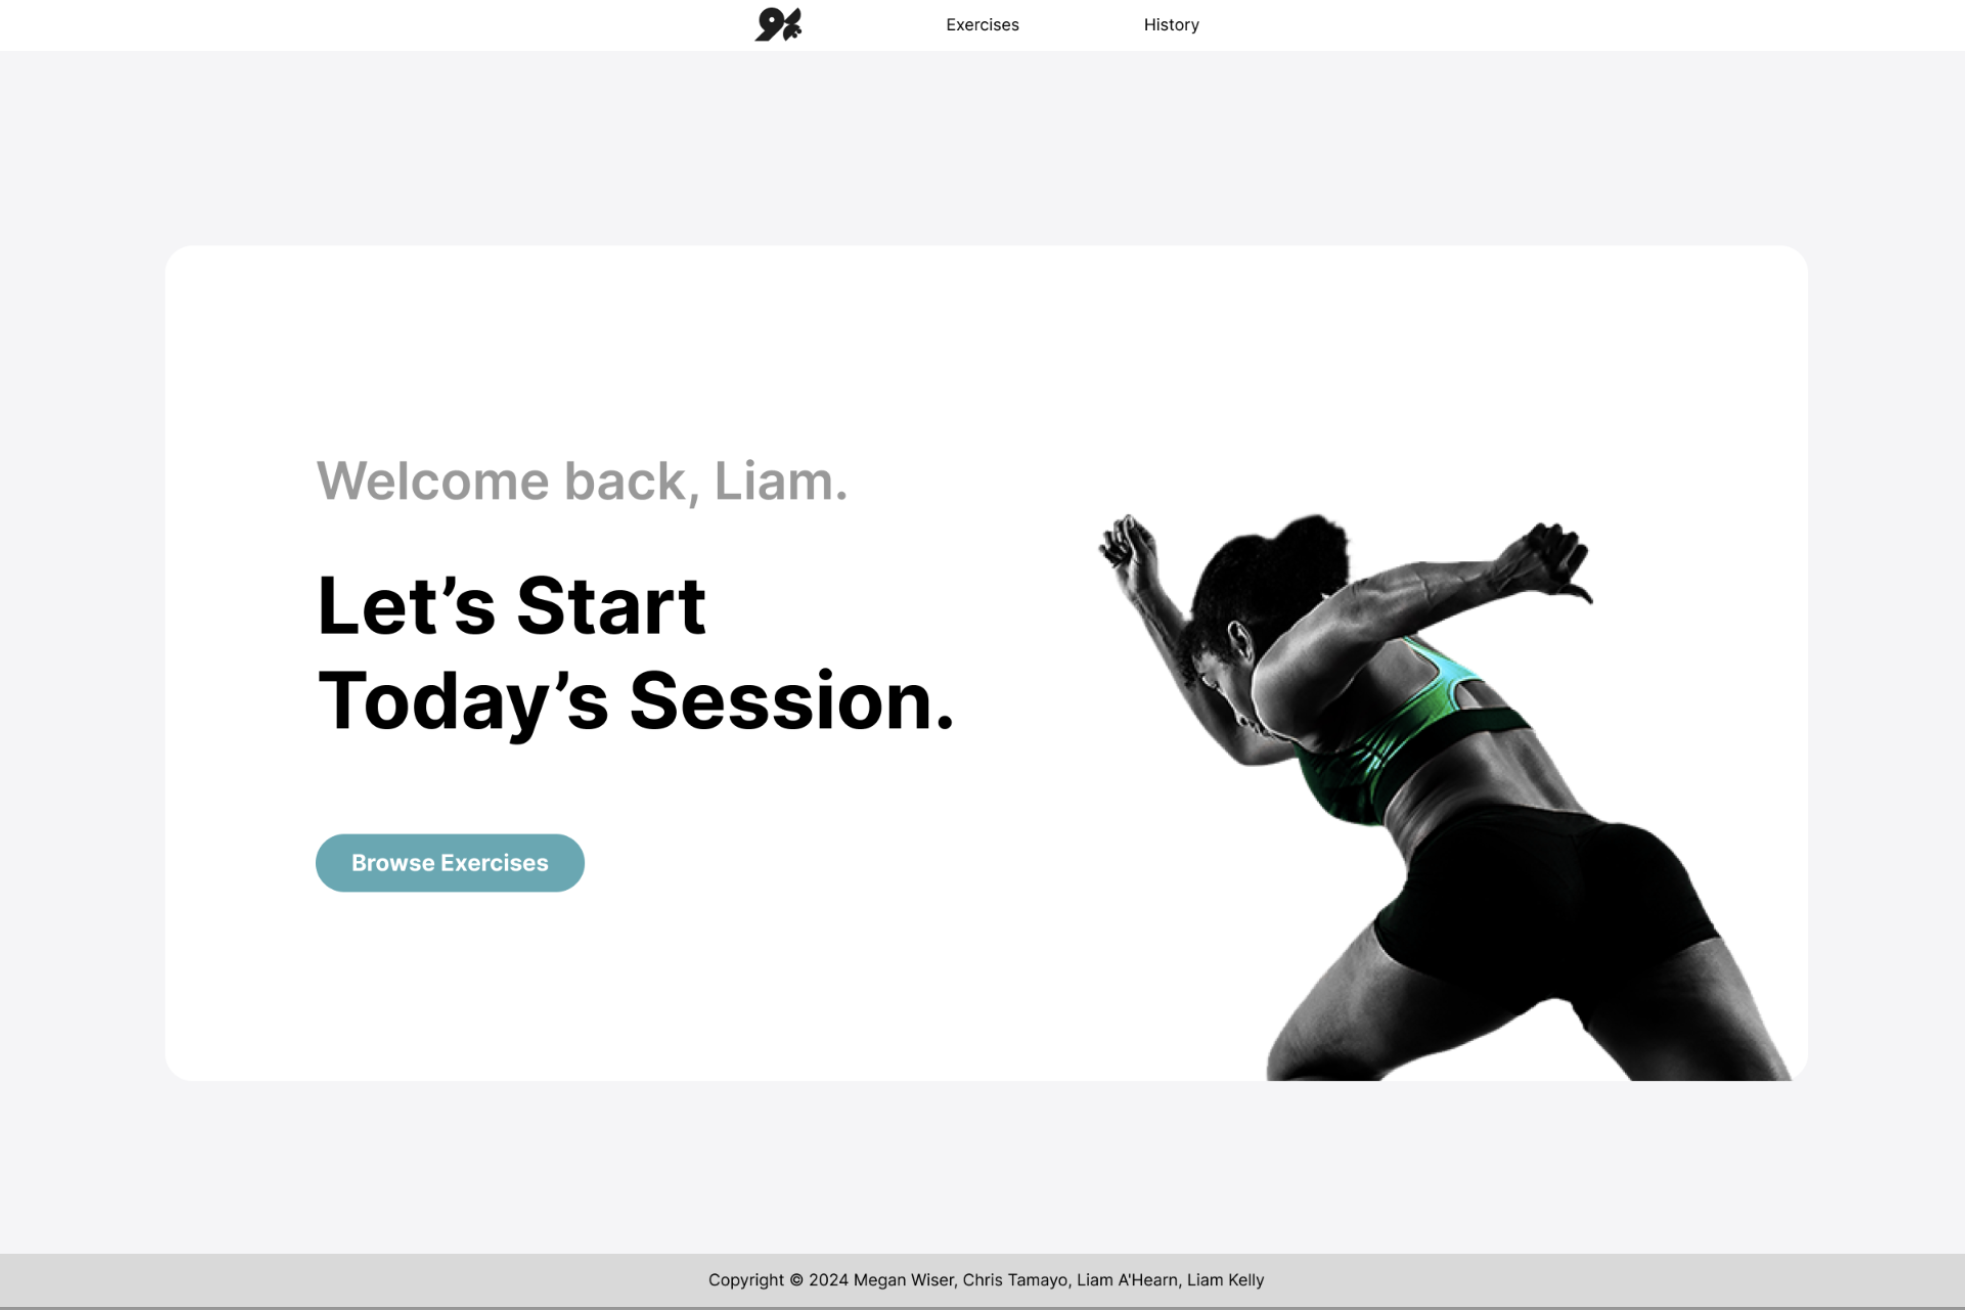 Exercises
History
Welcome back, Liam.
Let’s Start
Today’s Session.
Browse Exercises
Copyright © 2024 Megan Wiser, Chris Tamayo, Liam A'Hearn, Liam Kelly